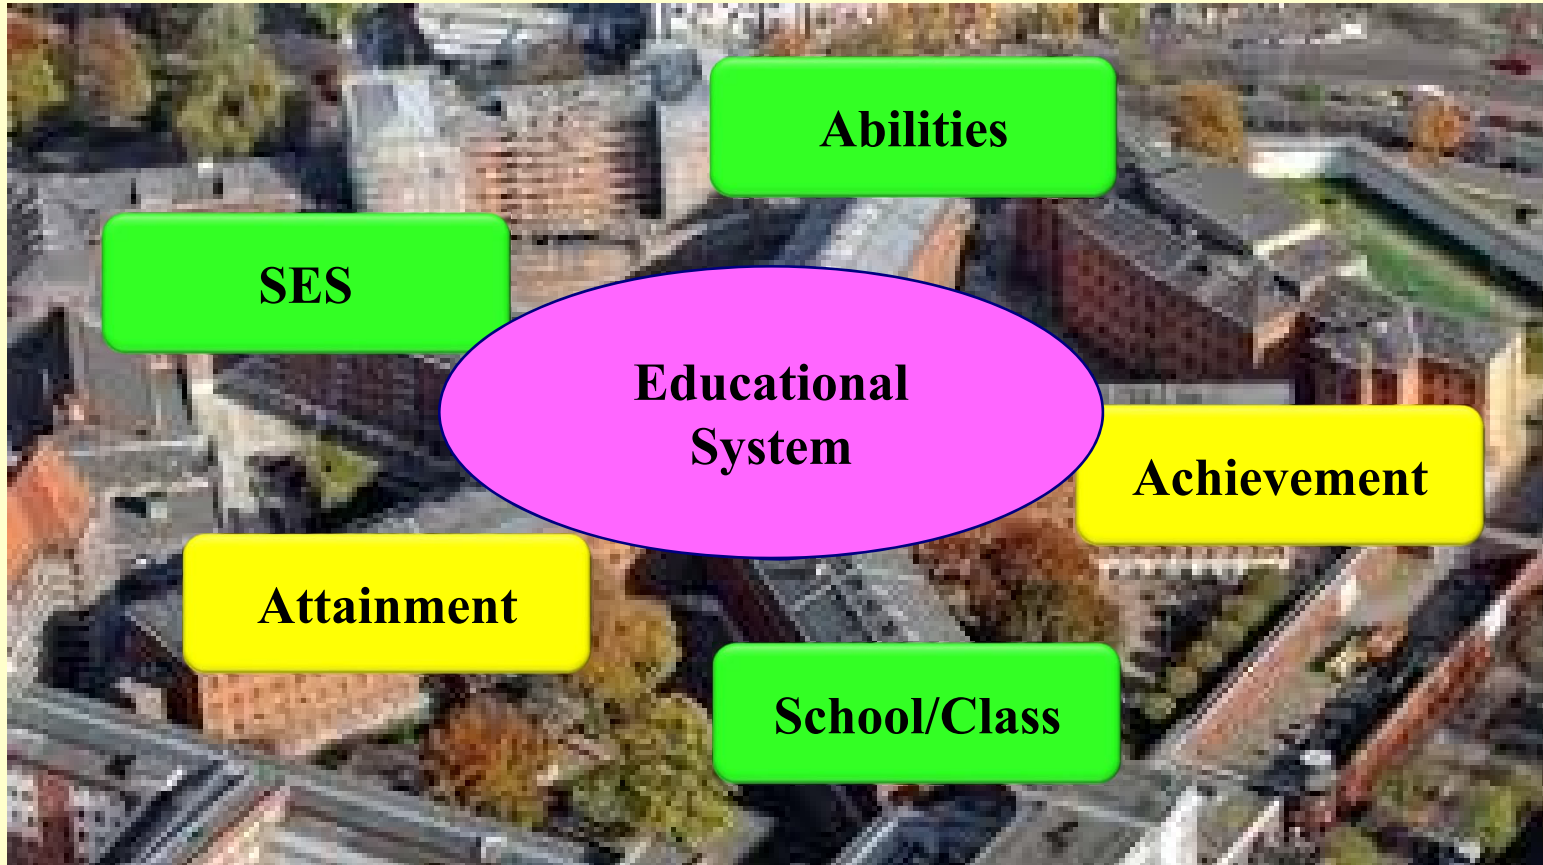 Abilities
SES
Educational
System
Achievement
Attainment
School/Class